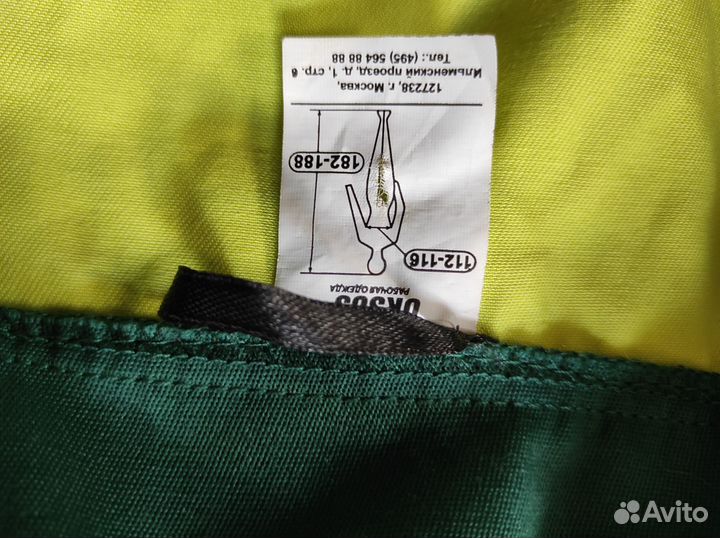 РАБОЧАЯ ОДЕЖДА
112-116
182-188
127238, г. Москва,
Ильменский проезд, д. 1, стр. 6
Тел.: (495) 564 88 88
Avito